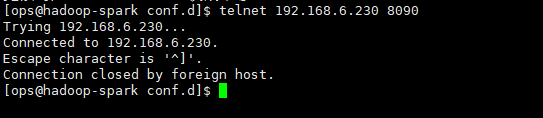 [ops@hadoop-spark conf.d]$ telnet 192.168.6.230 8090
Trying 192.168.6.230...
Connected to 192.168.6.230.
Escape character is '^]'.
Connection closed by foreign host.
[ops@hadoop-spark conf.d]$